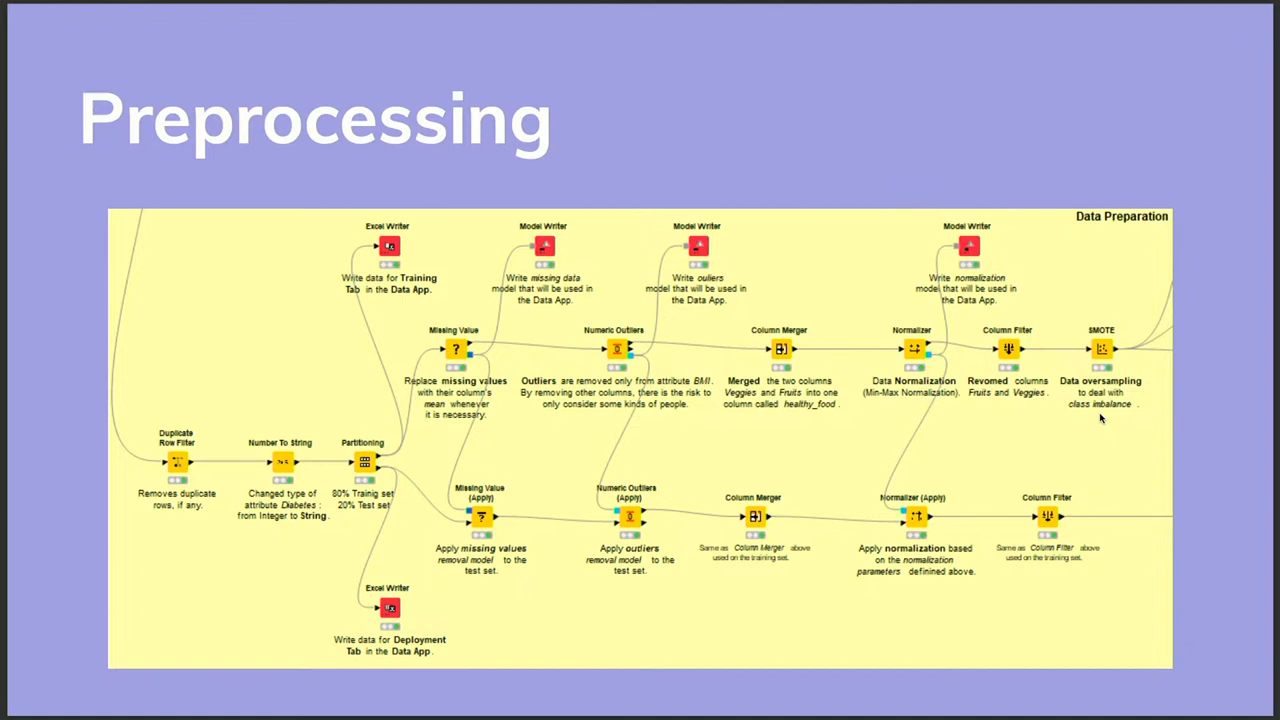 Preprocessing
Data Preparation
Excel Writer
Write data for Training
Tab in the Data App.
Model Writer
Write missing data
model that will be used in
the Data App.
Model Writer
Write ouliers
model that will be used in
the Data App.
Model Writer
Write normalization
model that will be used in
the Data App.
Missing Value
?
Replace missing values
with their column's
mean whenever
it is necessary.
Numeric Outliers
Outliers are removed only from attribute BMI.
By removing other columns, there is the risk to
only consider some kinds of people.
Column Merger
Merged the two columns
Veggies and Fruits into one
column called healthy_food .
Normalizer
Data Normalization
(Min-Max Normalization).
Column Filter
Revomed columns
Fruits and Veggies .
SMOTE
Data oversampling
to deal with
class imbalance .
Duplicate
Row Filter
Removes duplicate
rows, if any.
Number To String
Changed type of
attribute Diabetes :
from Integer to String .
Partitioning
80% Trainig set
20% Test set
Missing Value
(Apply)
?
Apply missing values
removal model to the
test set.
Numeric Outliers
(Apply)
Apply ouliers
removal model to the
test set.
Column Merger
Same as Column Merger above
used on the training set.
Normalizer (Apply)
Apply normalization based
on the normalization
parameters definined above.
Column Filter
Same as Column Filter above
used on the training set.
Excel Writer
Write data for Deployment
Tab in the Data App .